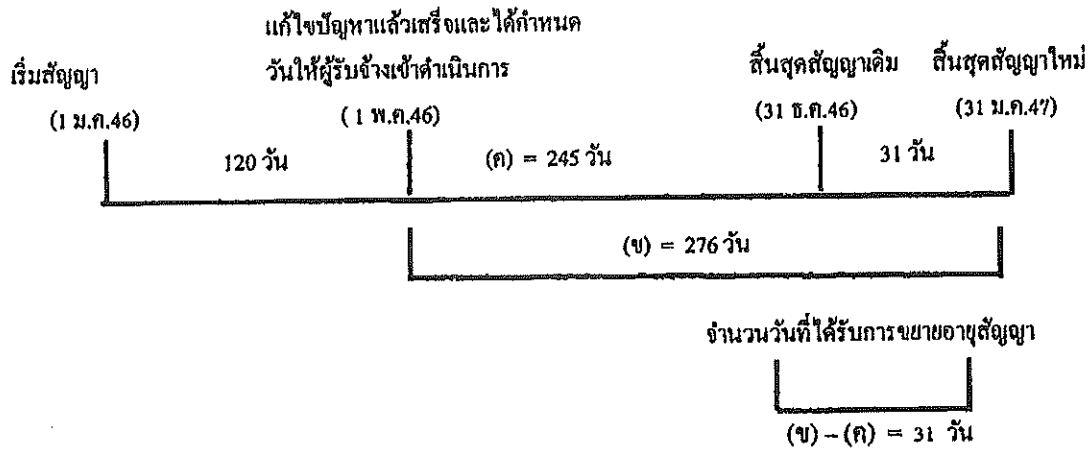 แก้ไขปัญหาแล้วเสร็จและได้กำหนด
วันให้ผู้รับจ้างเข้าดำเนินการ
เริ่มสัญญา
สิ้นสุดสัญญาเดิม
สิ้นสุดสัญญาใหม่
(1 ม.ค.46)
( 1 พ.ค.46)
(31 ธ.ค.46)
(31 ม.ค.47)
120 วัน
(ค) = 245 วัน
31 วัน
(ข) = 276 วัน
จำนวนวันที่ได้รับการขยายอายุสัญญา
(ข) – (ค) = 31 วัน